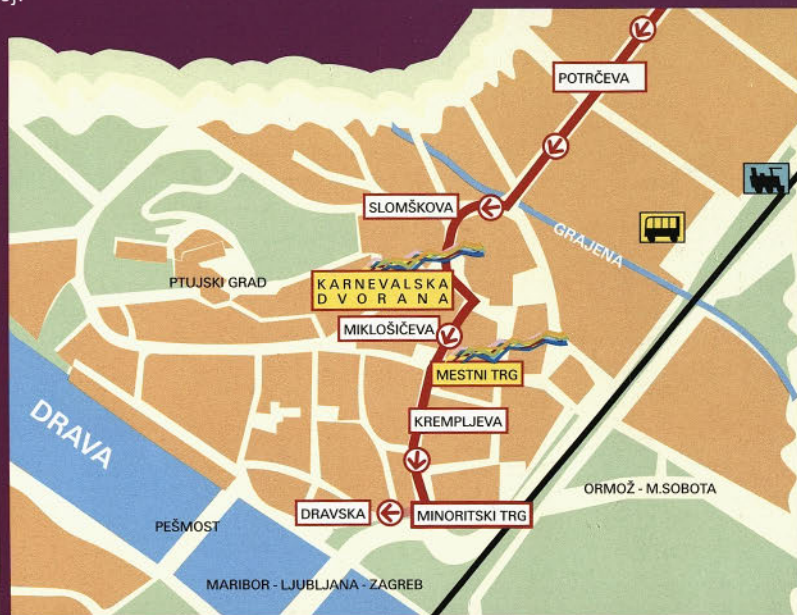 POTRČEVA
SLOMŠKOVA
GRAJENA
PTUJSKI GRAD
KARNEVALSKA
DVORANA
MIKLOŠIČEVA
MESTNI TRG
KREMPLJEVA
DRAVA
ORMOŽ - M.SOBOTA
DRAVSKA
MINORITSKI TRG
PEŠMOST
MARIBOR - LJUBLJANA - ZAGREB